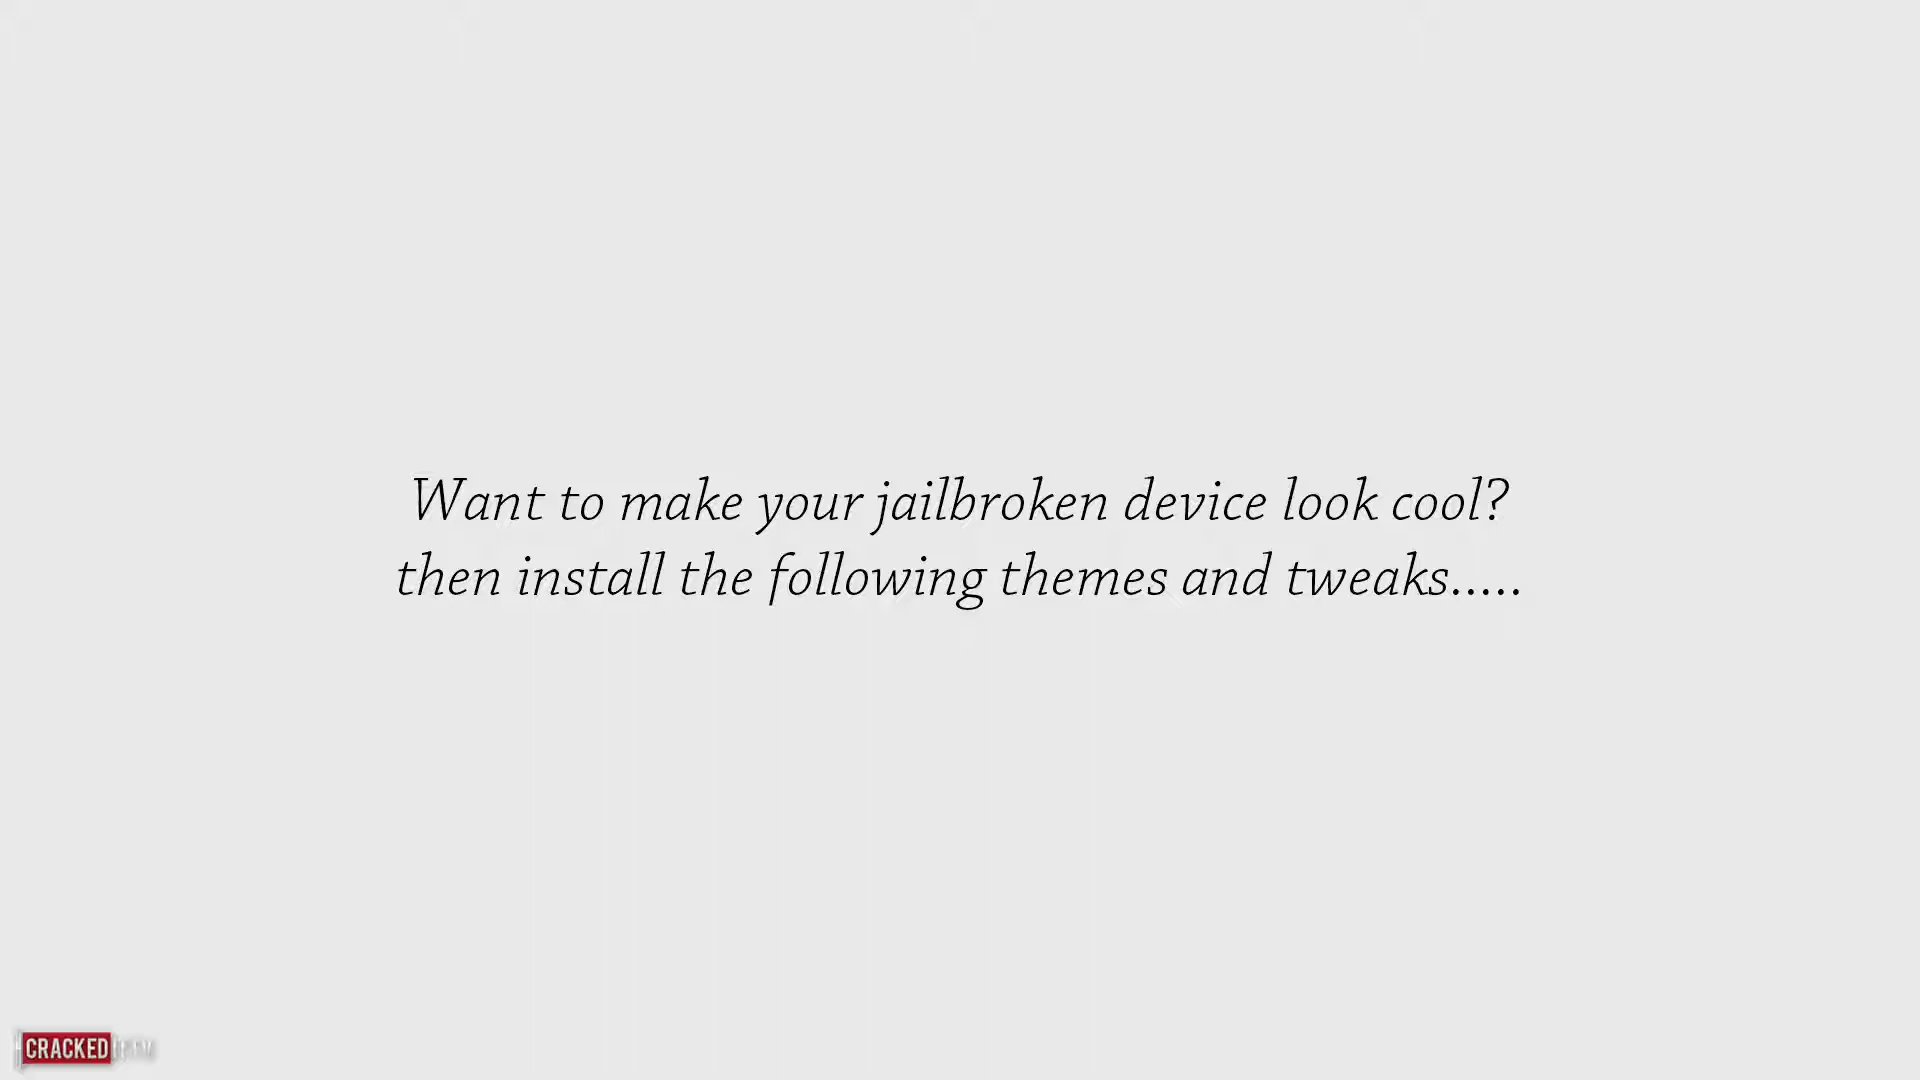 Want to make your jailbroken device look cool?
then install the following themes and tweaks.....
CRACKED